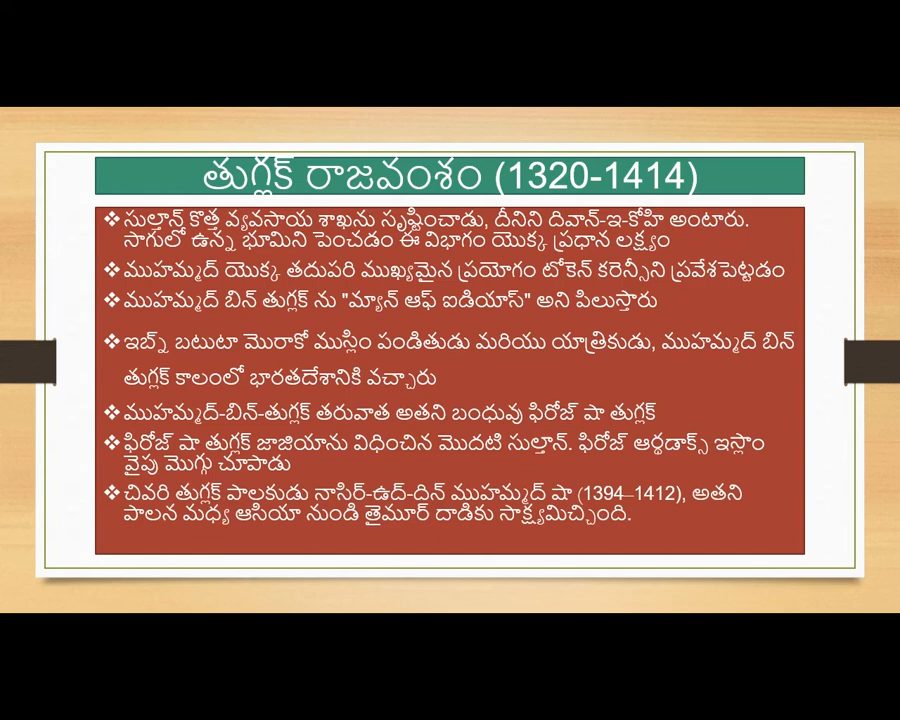 తుగ్లక్ రాజవంశం (1320-1414)
❖సుల్తాన్ కొత్త వ్యవసాయ శాఖను సృష్టించాడు, దీనిని దివాన్-ఇ-కోహి అంటారు.
సాగులో ఉన్న భూమిని పెంచడం ఈ విభాగం యొక్క ప్రధాన లక్ష్యం
❖ముహమ్మద్ యొక్క తదుపరి ముఖ్యమైన ప్రయోగం టోకెన్ కరెన్సీని ప్రవేశపెట్టడం
❖ముహమ్మద్ బిన్ తుగ్లక్ ను "మ్యాన్ ఆఫ్ ఐడియాస్" అని పిలుస్తారు
❖ఇబ్న్ బటుటా మొరాకో ముస్లిం పండితుడు మరియు యాత్రికుడు, ముహమ్మద్ బిన్
తుగ్లక్ కాలంలో భారతదేశానికి వచ్చారు
❖ముహమ్మద్-బిన్-తుగ్లక్ తరువాత అతని బంధువు ఫిరోజ్ షా తుగ్లక్
❖ఫిరోజ్ షా తుగ్లక్ జాజియాను విధించిన మొదటి సుల్తాన్. ఫిరోజ్ ఆర్థడాక్స్ ఇస్లాం
వైపు మొగ్గు చూపాడు
❖చివరి తుగ్లక్ పాలకుడు నాసిర్-ఉద్-దిన్ ముహమ్మద్ షా (1394–1412), అతని
పాలన మధ్య ఆసియా నుండి తైమూర్ దాడికు సాక్ష్యమిచ్చింది.